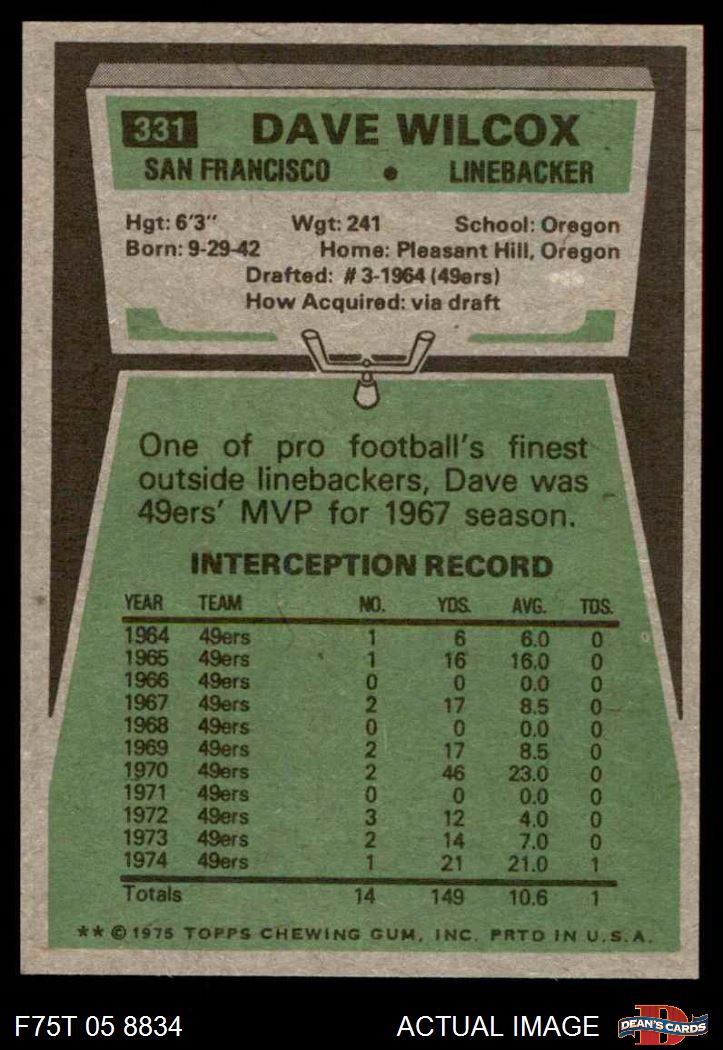 331 DAVE WILCOX
SAN FRANCISCO • LINEBACKER
Hgt: 6'3" Wgt: 241 School: Oregon
Born: 9-29-42 Home: Pleasant Hill, Oregon
Drafted: #3-1964 (49ers)
How Acquired: via draft
One of pro football's finest
outside linebackers, Dave was
49ers' MVP for 1967 season.
INTERCEPTION RECORD
YEAR TEAM NO. YDS. AVG. TDS.
1964 49ers 1 6 6.0 0
1965 49ers 1 16 16.0 0
1966 49ers 0 0 0.0 0
1967 49ers 2 17 8.5 0
1968 49ers 0 0 0.0 0
1969 49ers 2 17 8.5 0
1970 49ers 2 46 23.0 0
1971 49ers 0 0 0.0 0
1972 49ers 3 12 4.0 0
1973 49ers 2 14 7.0 0
1974 49ers 1 21 21.0 1
Totals 14 149 10.6 1
** © 1975 TOPPS CHEWING GUM, INC. PRTD IN U.S.A.
F75T 05 8834 ACTUAL IMAGE
D
DEAN'S CARDS